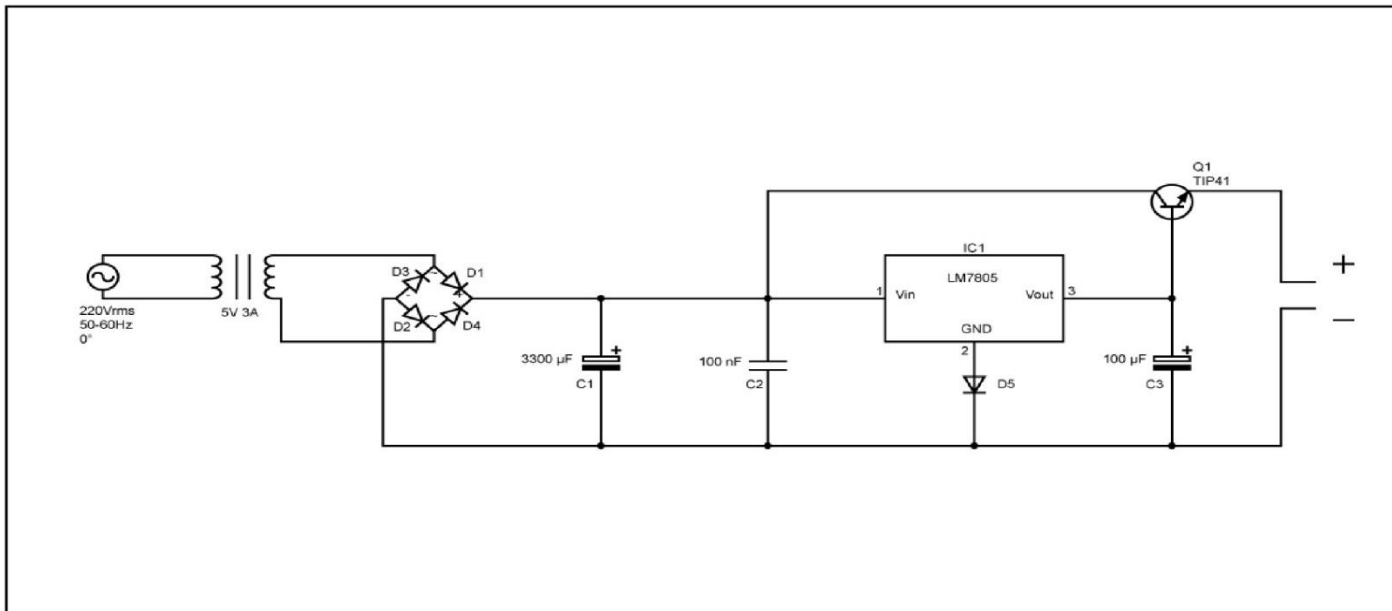 Q1
TIP41
IC1
LM7805
1 Vin
Vout 3
GND
2
D3
D1
D2
D4
~
~
-
+
220Vrms
50-60Hz
0°
5V 3A
3300 µF
+
C1
100 nF
C2
D5
100 µF
+
C3
+
−